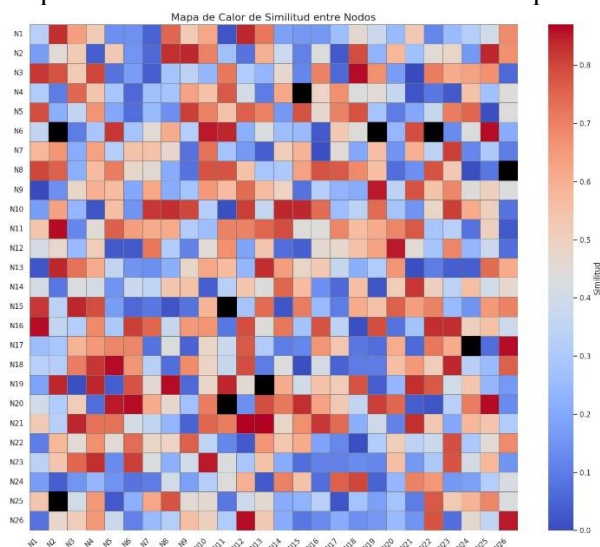 Mapa de Calor de Similitud entre Nodos
N1
N2
N3
N4
N5
N6
N7
N8
N9
N10
N11
N12
N13
N14
N15
N16
N17
N18
N19
N20
N21
N22
N23
N24
N25
N26
N1 N2 N3 N4 N5 N6 N7 N8 N9 N10 N11 N12 N13 N14 N15 N16 N17 N18 N19 N20 N21 N22 N23 N24 N25 N26
0.8
0.7
0.6
0.5
0.4
0.3
0.2
0.1
0.0
Similitud